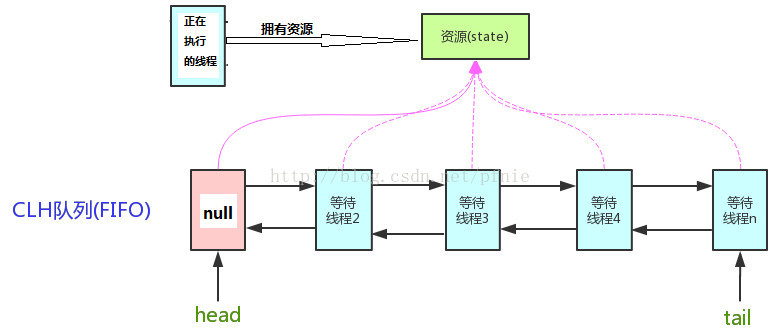 正在
执行
的线程
拥有资源
资源(state)
http://blog.csdn.net/pfnie
CLH队列(FIFO)
null
等待
线程2
等待
线程3
等待
线程4
等待
线程n
head
tail